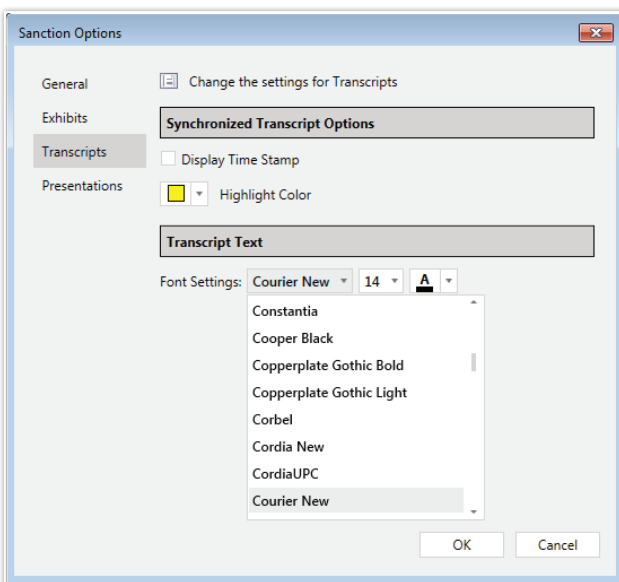 Sanction Options
General
Exhibits
Transcripts
Presentations
Change the settings for Transcripts
Synchronized Transcript Options
Display Time Stamp
Highlight Color
Transcript Text
Font Settings: Courier New 14 A
Constantia
Cooper Black
Copperplate Gothic Bold
Copperplate Gothic Light
Corbel
Cordia New
CordiaUPC
Courier New
OK Cancel